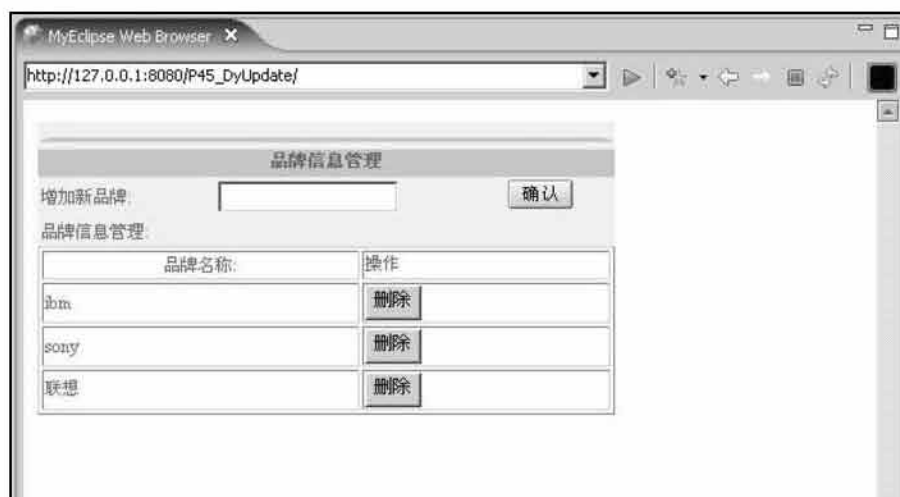 MyEclipse Web Browser
http://127.0.0.1:8080/P45_DyUpdate/
品牌信息管理
增加新品牌: 确认
品牌信息管理:
品牌名称: 操作
ibm 删除
sony 删除
联想 删除